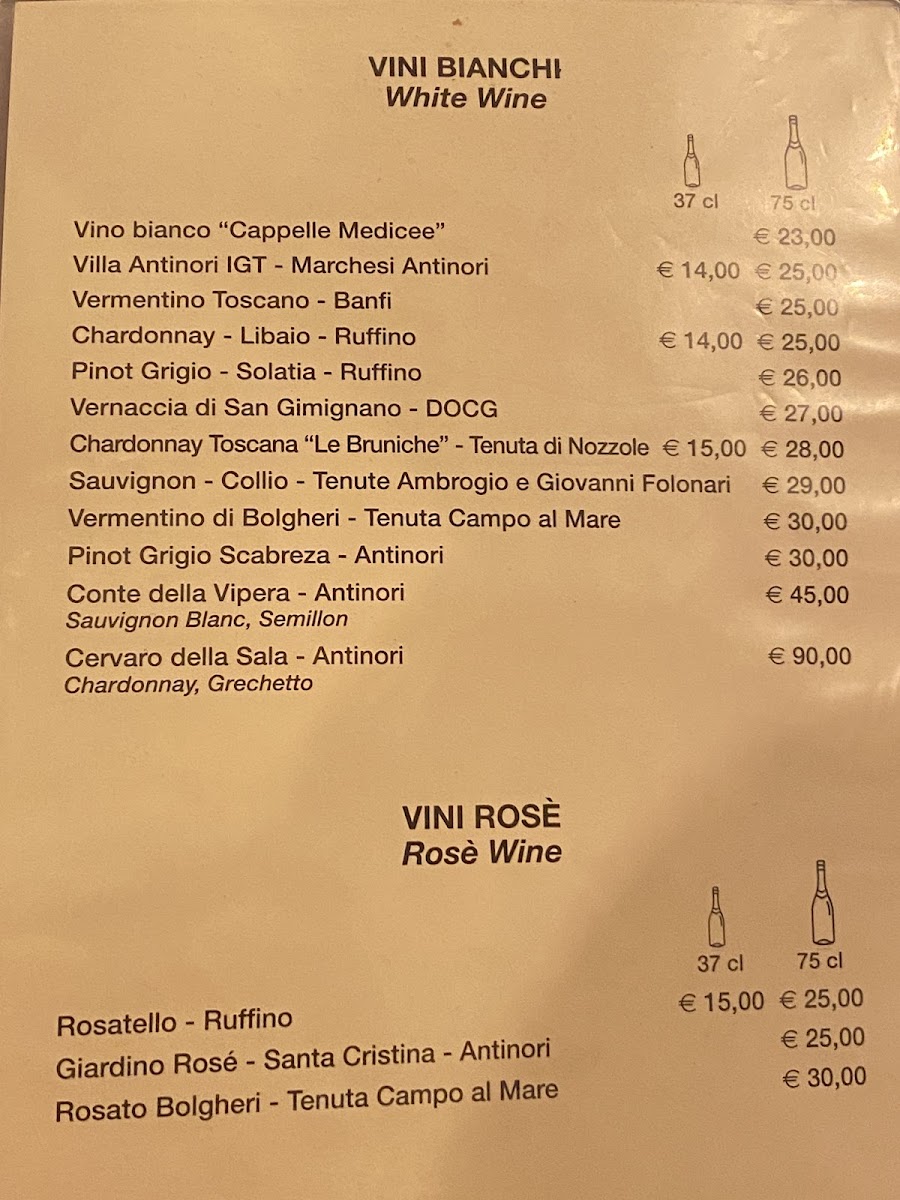 VINI BIANCHI
White Wine
37 cl 75 cl
Vino bianco “Cappelle Medicee” € 23,00
Villa Antinori IGT - Marchesi Antinori € 14,00 € 25,00
Vermentino Toscano - Banfi € 25,00
Chardonnay - Libaio - Ruffino € 14,00 € 25,00
Pinot Grigio - Solatia - Ruffino € 26,00
Vernaccia di San Gimignano - DOCG € 27,00
Chardonnay Toscana “Le Bruniche” - Tenuta di Nozzole € 15,00 € 28,00
Sauvignon - Collio - Tenute Ambrogio e Giovanni Folonari € 29,00
Vermentino di Bolgheri - Tenuta Campo al Mare € 30,00
Pinot Grigio Scabreza - Antinori € 30,00
Conte della Vipera - Antinori € 45,00
Sauvignon Blanc, Semillon
Cervaro della Sala - Antinori € 90,00
Chardonnay, Grechetto
VINI ROSÈ
Rosè Wine
37 cl 75 cl
Rosatello - Ruffino € 15,00 € 25,00
Giardino Rosé - Santa Cristina - Antinori € 25,00
Rosato Bolgheri - Tenuta Campo al Mare € 30,00